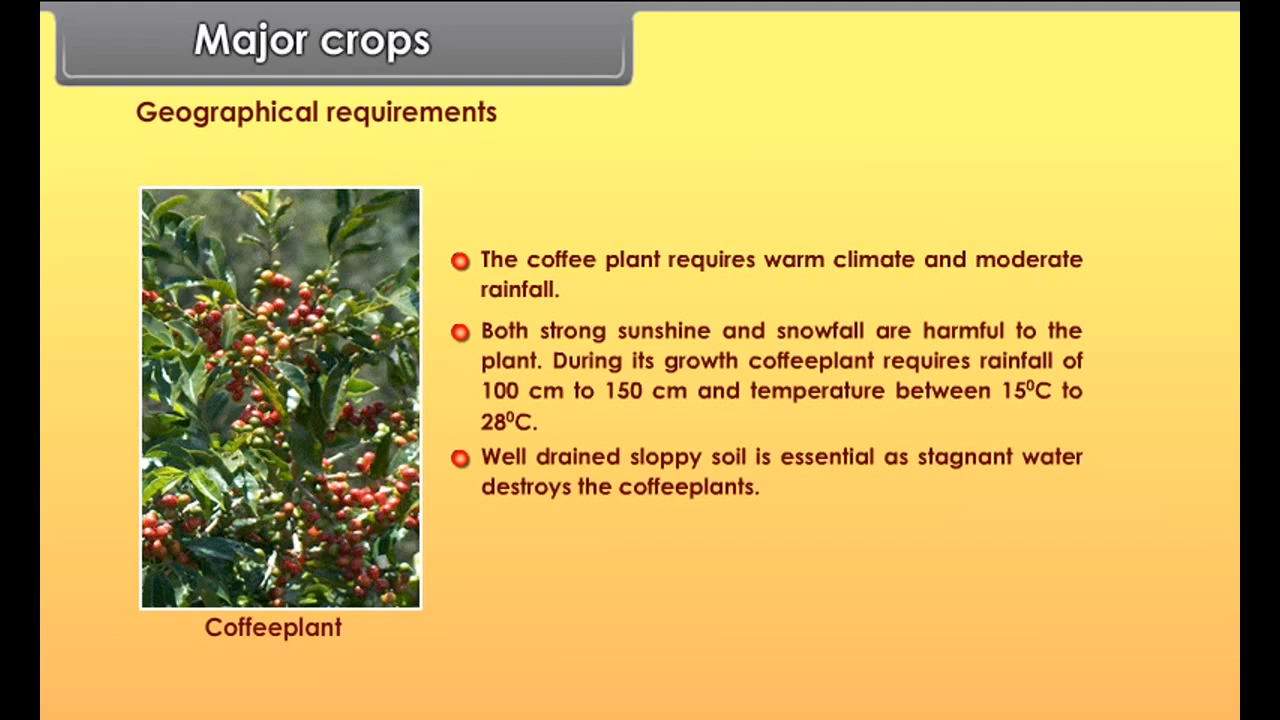 Major crops
Geographical requirements
The coffee plant requires warm climate and moderate
rainfall.
Both strong sunshine and snowfall are harmful to the
plant. During its growth coffeeplant requires rainfall of
100 cm to 150 cm and temperature between 15⁰C to
28⁰C.
Well drained sloppy soil is essential as stagnant water
destroys the coffeeplants.
Coffeeplant